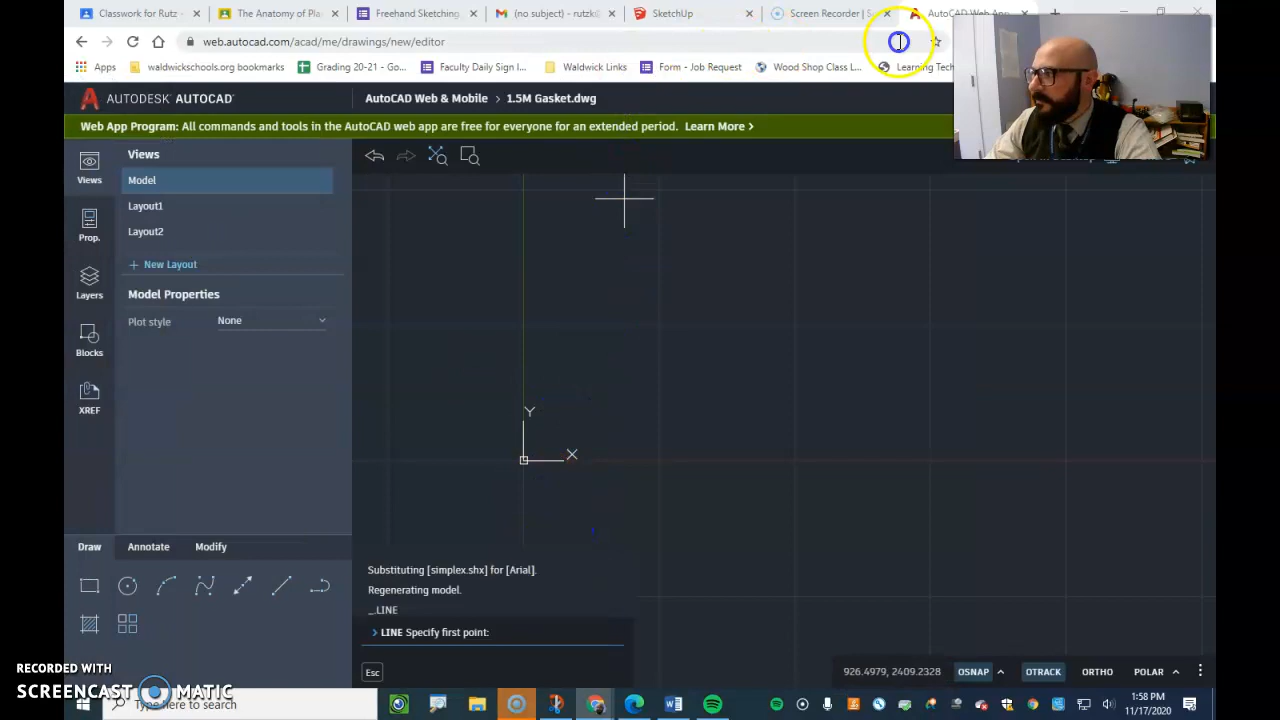 Classwork for Rutz
The Anatomy of Pla
Freehand Sketching
(no subject) - rutzk@
SketchUp
Screen Recorder | S
AutoCAD Web App
web.autocad.com/acad/me/drawings/new/editor
Apps
waldwickschools.org bookmarks
Grading 20-21 - Go...
Faculty Daily Sign I...
Waldwick Links
Form - Job Request
Wood Shop Class L...
Learning Tech
AUTODESK AUTOCAD
AutoCAD Web & Mobile > 1.5M Gasket.dwg
Web App Program: All commands and tools in the AutoCAD web app are free for everyone for an extended period. Learn More >
Views
Views
Model
Layout1
Layout2
Prop.
+ New Layout
Layers
Model Properties
Plot style
None
Blocks
XREF
Y
X
Draw
Annotate
Modify
Substituting [simplex.shx] for [Arial].
Regenerating model.
_.LINE
> LINE Specify first point:
Esc
926.4979, 2409.2328
OSNAP
OTRACK
ORTHO
POLAR
RECORDED WITH
SCREENCAST MATIC
Type here to search
1:58 PM
11/17/2020